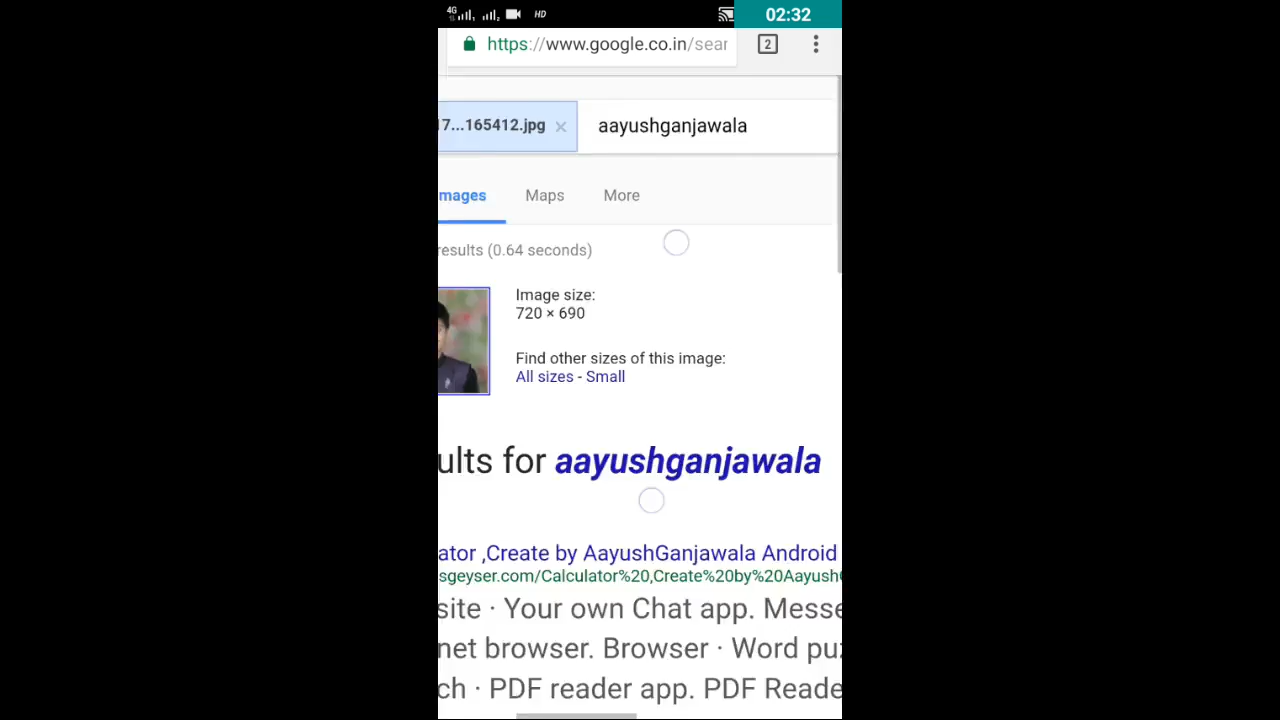 4G HD 02:32
https://www.google.co.in/sear 2
17...165412.jpg × aayushganjawala
mages Maps More
results (0.64 seconds)
Image size:
720 × 690
Find other sizes of this image:
All sizes - Small
ults for aayushganjawala
ator ,Create by AayushGanjawala Android
sgeyser.com/Calculator%20,Create%20by%20Aayush
site · Your own Chat app. Messe
net browser. Browser · Word puz
ch · PDF reader app. PDF Reade